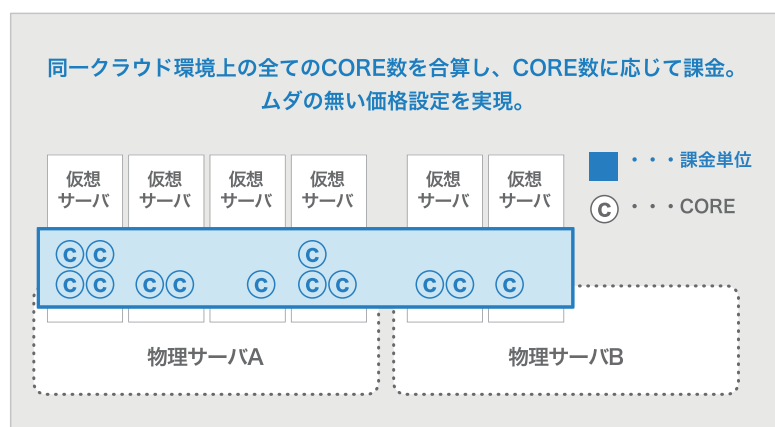 同一クラウド環境上の全てのCORE数を合算し、CORE数に応じて課金。
ムダの無い価格設定を実現。
仮想
サーバ
仮想
サーバ
仮想
サーバ
仮想
サーバ
仮想
サーバ
仮想
サーバ
・・・課金単位
C ・・・CORE
C C
C C
C C
C
C
C C
C C
C
物理サーバA
物理サーバB